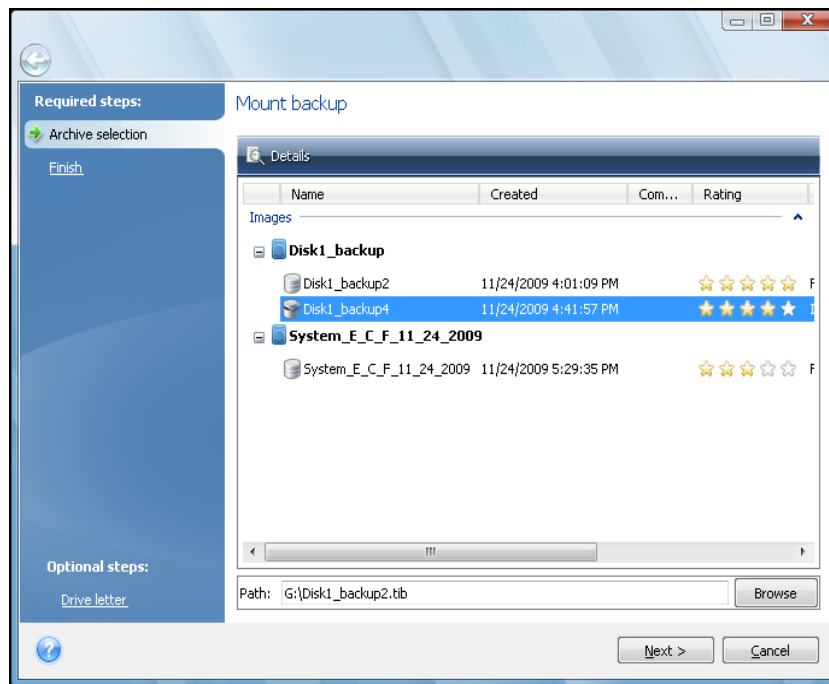 Required steps:
Archive selection
Finish
Mount backup
Details
Name Created Com... Rating
Images
Disk1_backup
Disk1_backup2 11/24/2009 4:01:09 PM F
Disk1_backup4 11/24/2009 4:41:57 PM I
System_E_C_F_11_24_2009
System_E_C_F_11_24_2009 11/24/2009 5:29:35 PM F
Optional steps:
Drive letter
Path: G:\Disk1_backup2.tib Browse
Next > Cancel